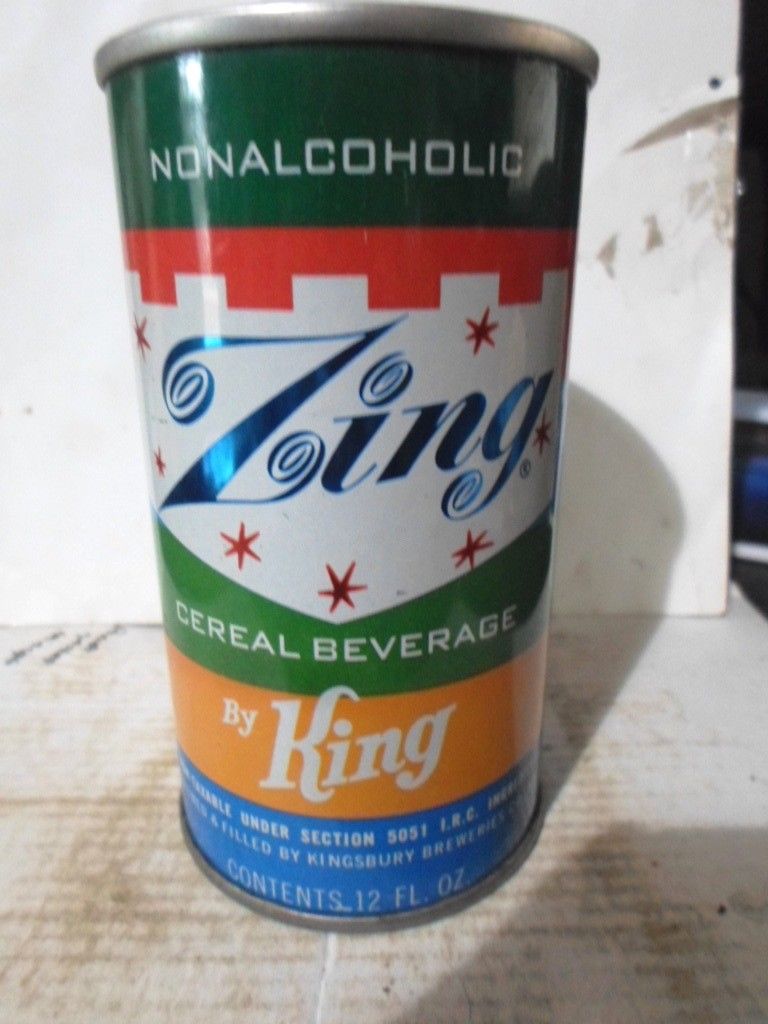 NONALCOHOLIC
Zing ®
CEREAL BEVERAGE
By King
UNDER SECTION 5051 I.R.C.
& FILLED BY KINGSBURY BREWERIES
CONTENTS 12 FL. OZ.